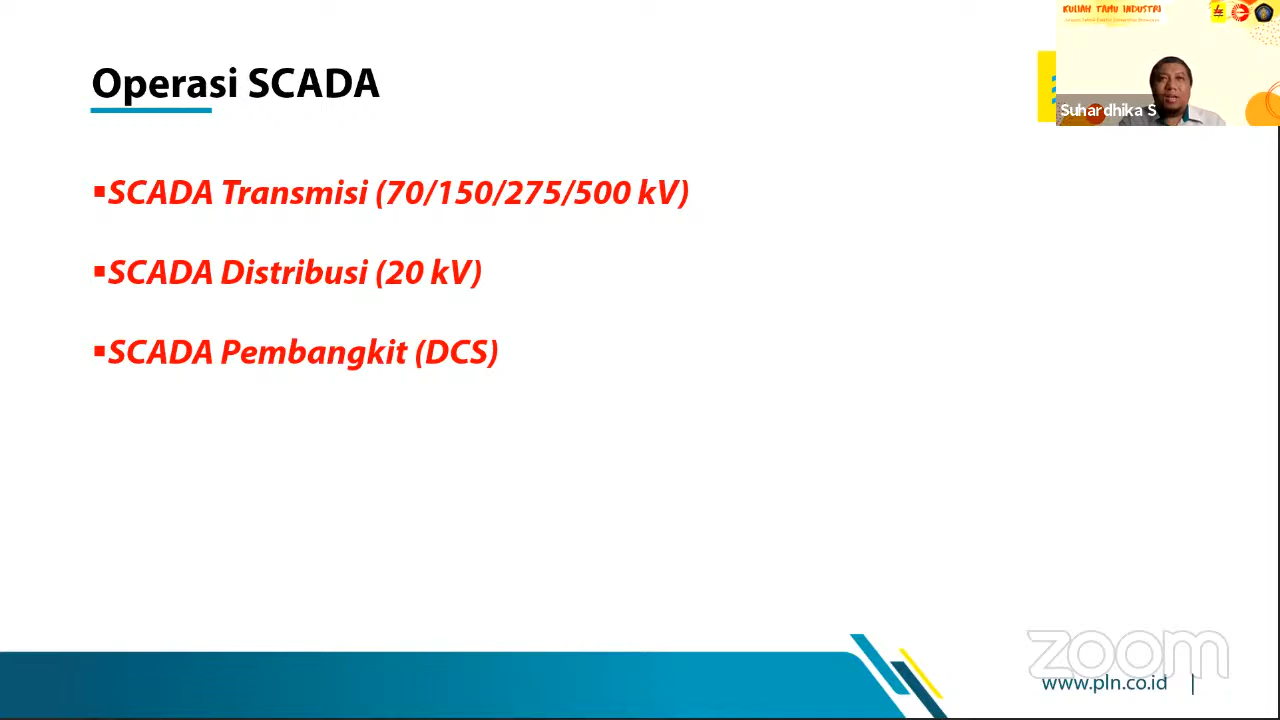 KULIAH TAMU INDUSTRI
Operasi SCADA
Suhardhika S
▪SCADA Transmisi (70/150/275/500 kV)
▪SCADA Distribusi (20 kV)
▪SCADA Pembangkit (DCS)
zoom
www.pln.co.id